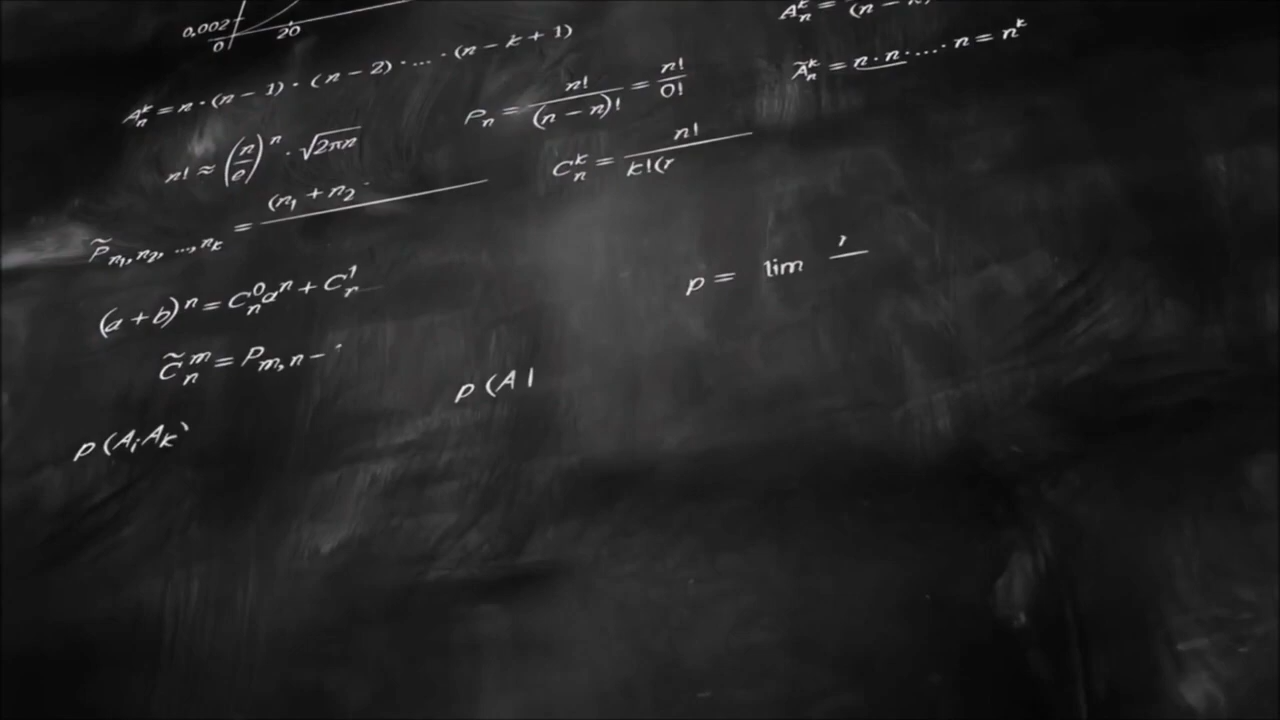 0,002
0 20
A_n^k = n · (n − 1) · (n − 2) · ... · (n − k + 1)
A_n^k = (n −
P_n = n!/(n − n)! = n!/0!
Ã_n^k = n · n · .... · n = n^k
n! ≈ (n/e)^n · √2πn
C_n^k = n!/k!(
P̃_{n_1, n_2, ..., n_k} = (n_1 + n_2
p = lim
(a + b)^n = C_n^0 a^n + C^1
C̃_n^m = P_{m, n −
p(A
p(A_i A_k